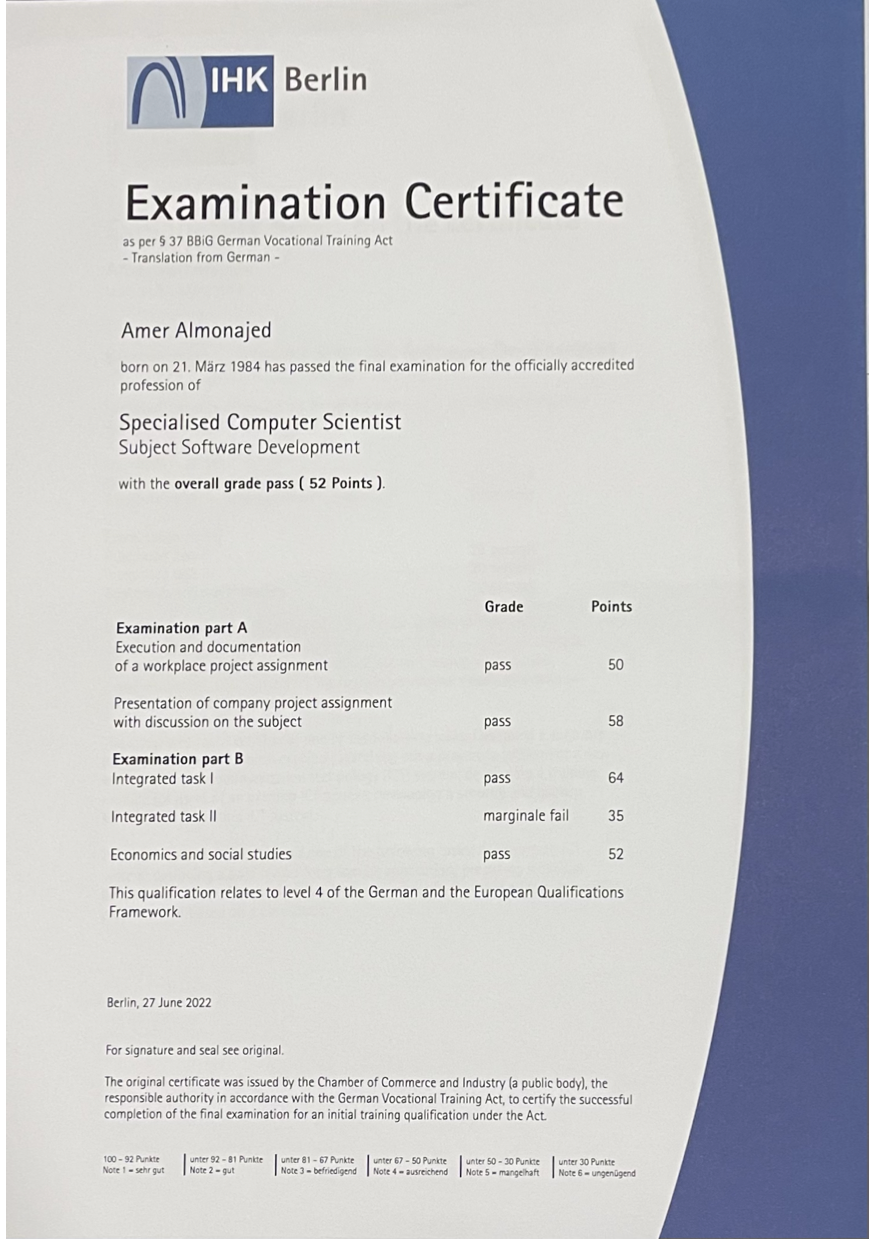 IHK Berlin
Examination Certificate
as per § 37 BBiG German Vocational Training Act
- Translation from German -
Amer Almonajed
born on 21. März 1984 has passed the final examination for the officially accredited
profession of
Specialised Computer Scientist
Subject Software Development
with the overall grade pass ( 52 Points ).
Grade Points
Examination part A
Execution and documentation
of a workplace project assignment pass 50
Presentation of company project assignment
with discussion on the subject pass 58
Examination part B
Integrated task I pass 64
Integrated task II marginale fail 35
Economics and social studies pass 52
This qualification relates to level 4 of the German and the European Qualifications
Framework.
Berlin, 27 June 2022
For signature and seal see original.
The original certificate was issued by the Chamber of Commerce and Industry (a public body), the
responsible authority in accordance with the German Vocational Training Act, to certify the successful
completion of the final examination for an initial training qualification under the Act.
100 – 92 Punkte unter 92 – 81 Punkte unter 81 – 67 Punkte unter 67 – 50 Punkte unter 50 – 30 Punkte unter 30 Punkte
Note 1 = sehr gut Note 2 = gut Note 3 = befriedigend Note 4 = ausreichend Note 5 = mangelhaft Note 6 = ungenügend